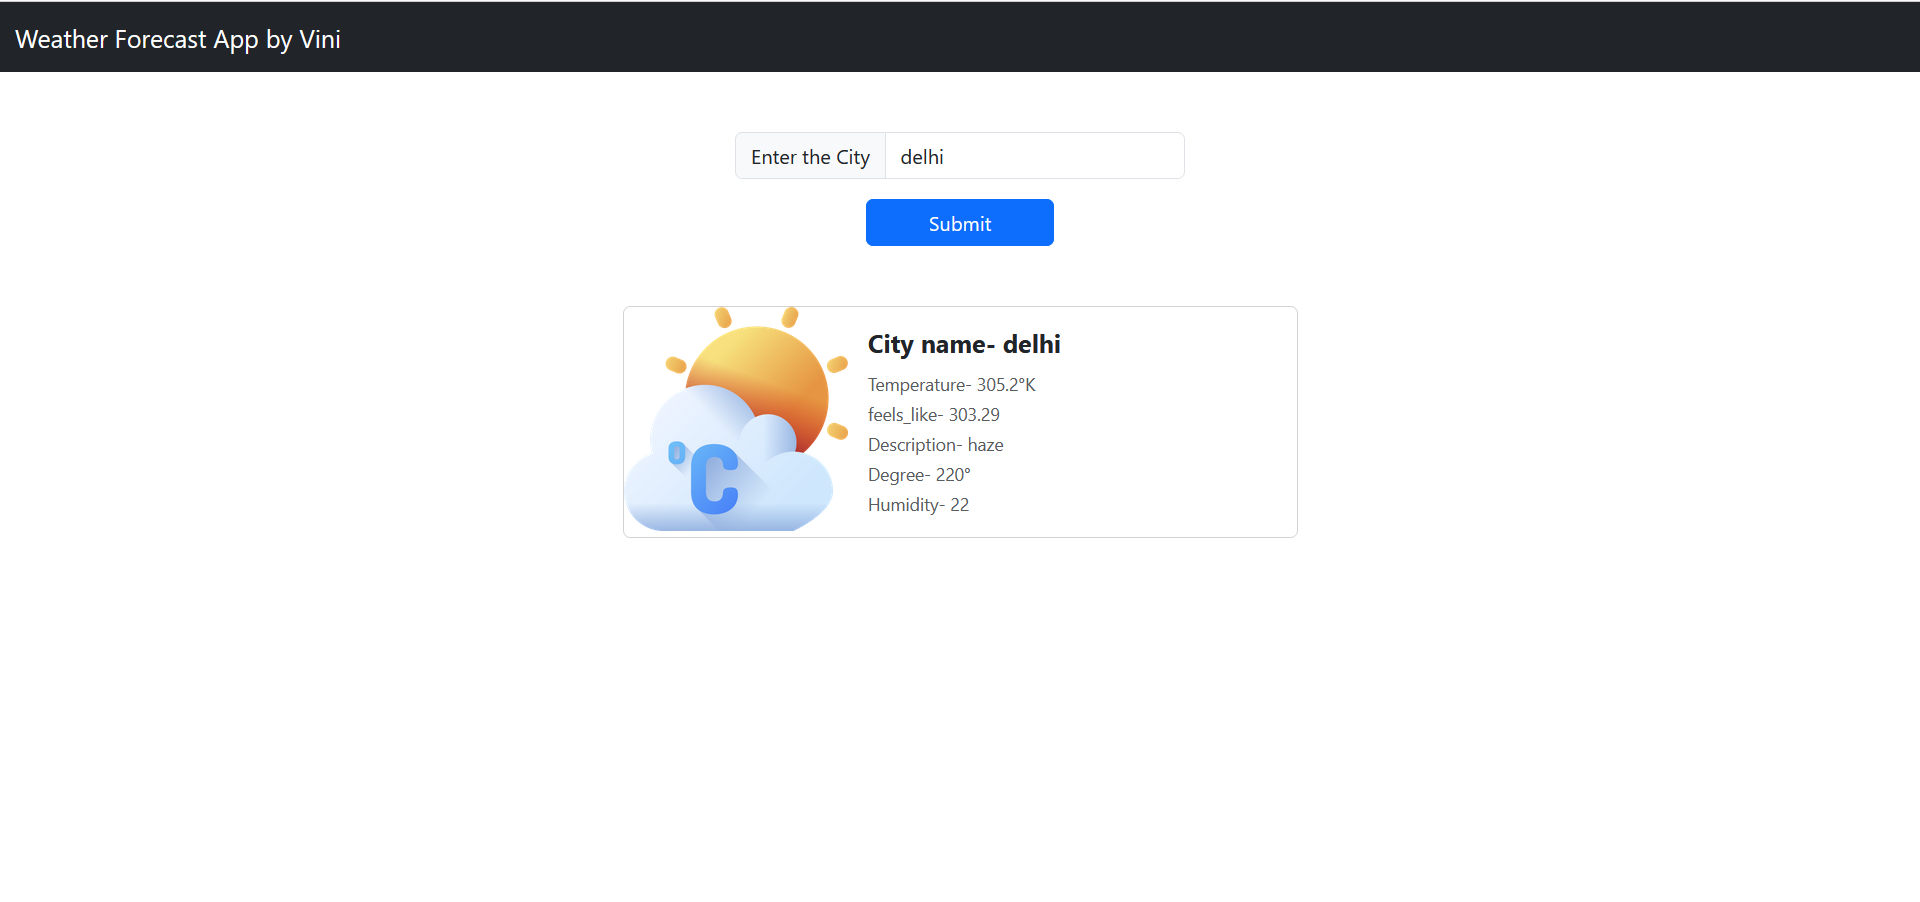 Weather Forecast App by Vini
Enter the City delhi
Submit
°C
City name- delhi
Temperature- 305.2°K
feels_like- 303.29
Description- haze
Degree- 220°
Humidity- 22